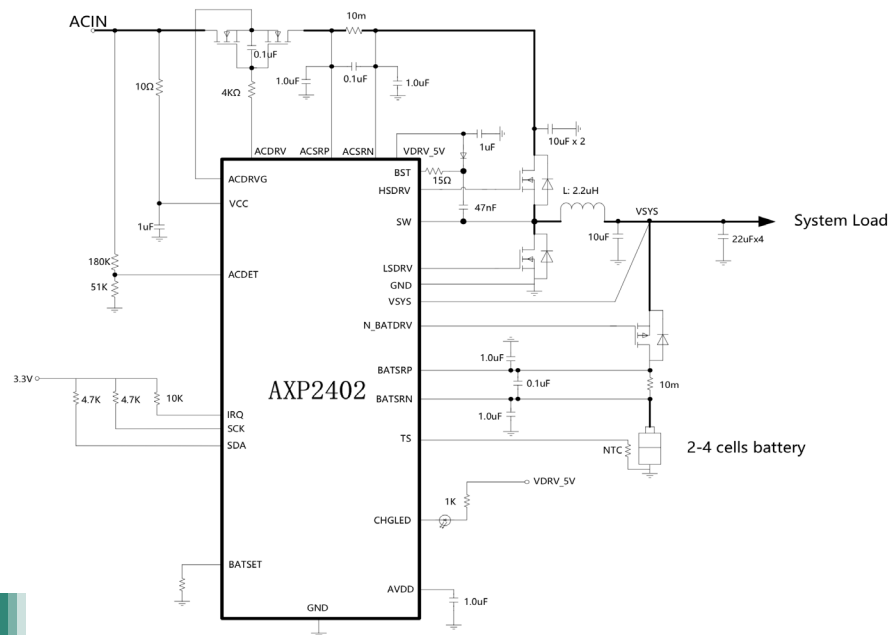 ACIN
10m
0.1uF
10Ω
4KΩ
1.0uF
0.1uF
1.0uF
ACDRV
ACSRP
ACSRN
VDRV_5V
1uF
10uF x 2
ACDRVG
BST
15Ω
HSDRV
L: 2.2uH
VCC
47nF
VSYS
1uF
SW
System Load
10uF
22uFx4
180K
ACDET
LSDRV
51K
GND
VSYS
N_BATDRV
1.0uF
3.3V
BATSRP
AXP2402
0.1uF
10m
4.7K
4.7K
10K
BATSRN
IRQ
1.0uF
SCK
SDA
TS
NTC
2-4 cells battery
VDRV_5V
1K
CHGLED
BATSET
AVDD
1.0uF
GND